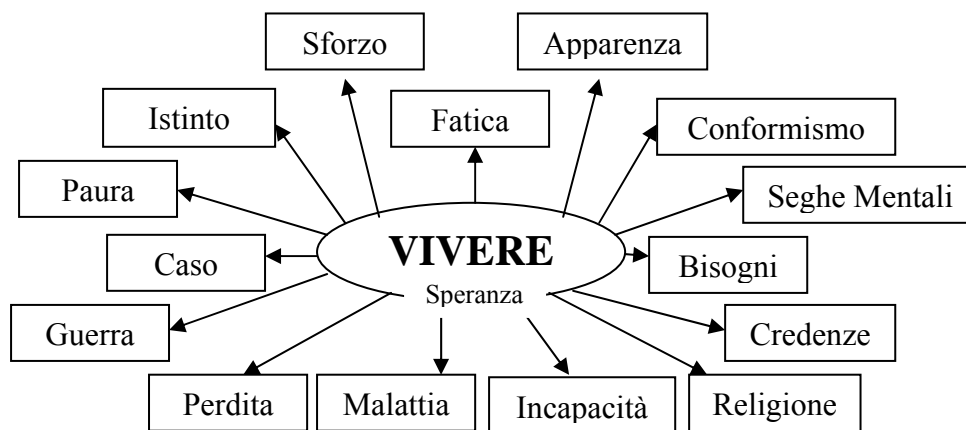 Sforzo
Apparenza
Istinto
Fatica
Conformismo
Paura
Seghe Mentali
VIVERE
Caso
Bisogni
Speranza
Guerra
Credenze
Perdita
Malattia
Incapacità
Religione